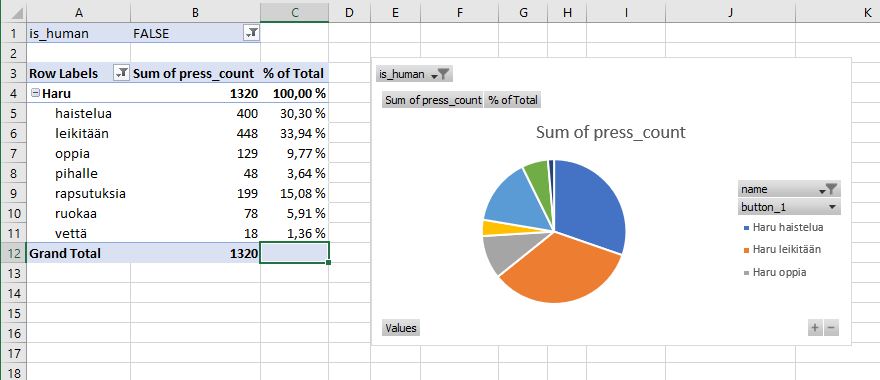 A B C D E F G H I J K
1 is_human FALSE
2
3 Row Labels Sum of press_count % of Total
4 Haru 1320 100,00 %
5 haistelua 400 30,30 %
6 leikitään 448 33,94 %
7 oppia 129 9,77 %
8 pihalle 48 3,64 %
9 rapsutuksia 199 15,08 %
10 ruokaa 78 5,91 %
11 vettä 18 1,36 %
12 Grand Total 1320
13
14
15
16
17
18
is_human
Sum of press_count % of Total
Sum of press_count
name
button_1
Haru haistelua
Haru leikitään
Haru oppia
Values